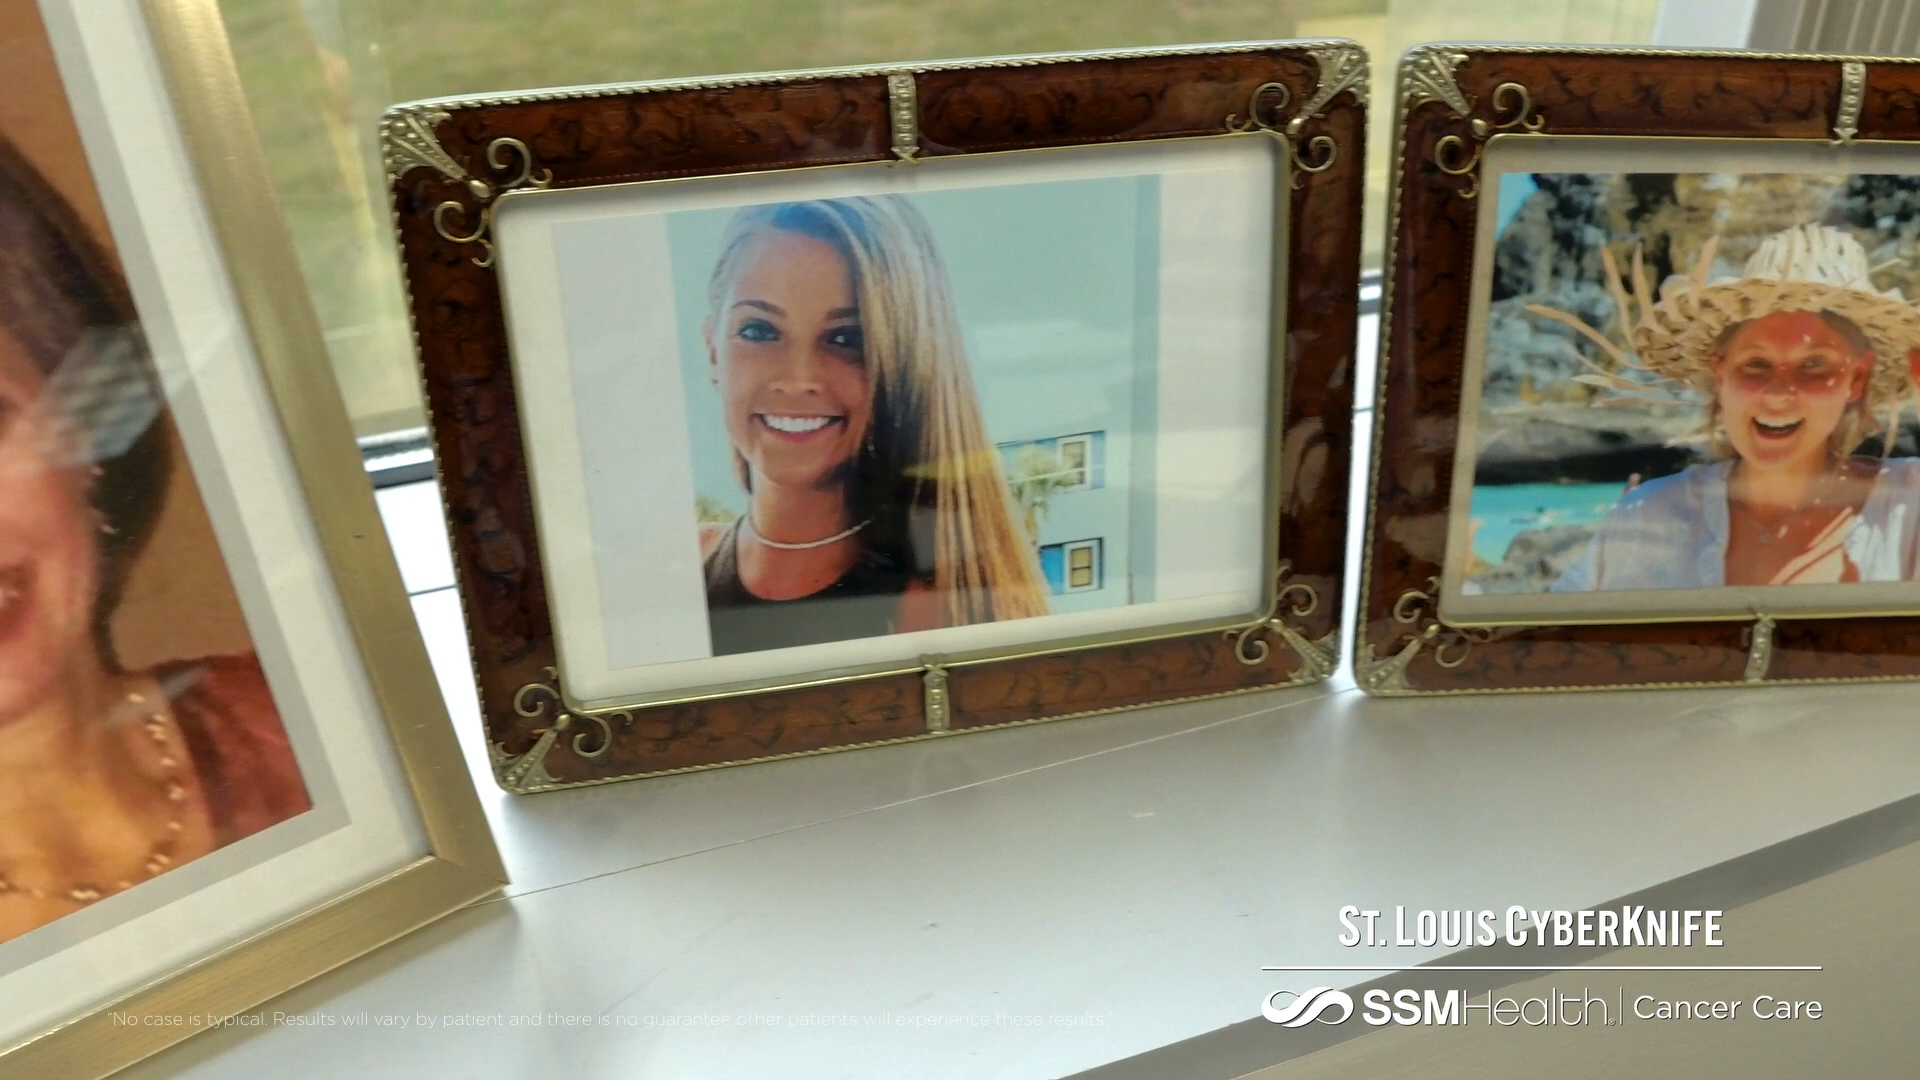 St. Louis CyberKnife
SSMHealth® | Cancer Care
"No case is typical. Results will vary by patient and there is no guarantee other patients will experience these results"